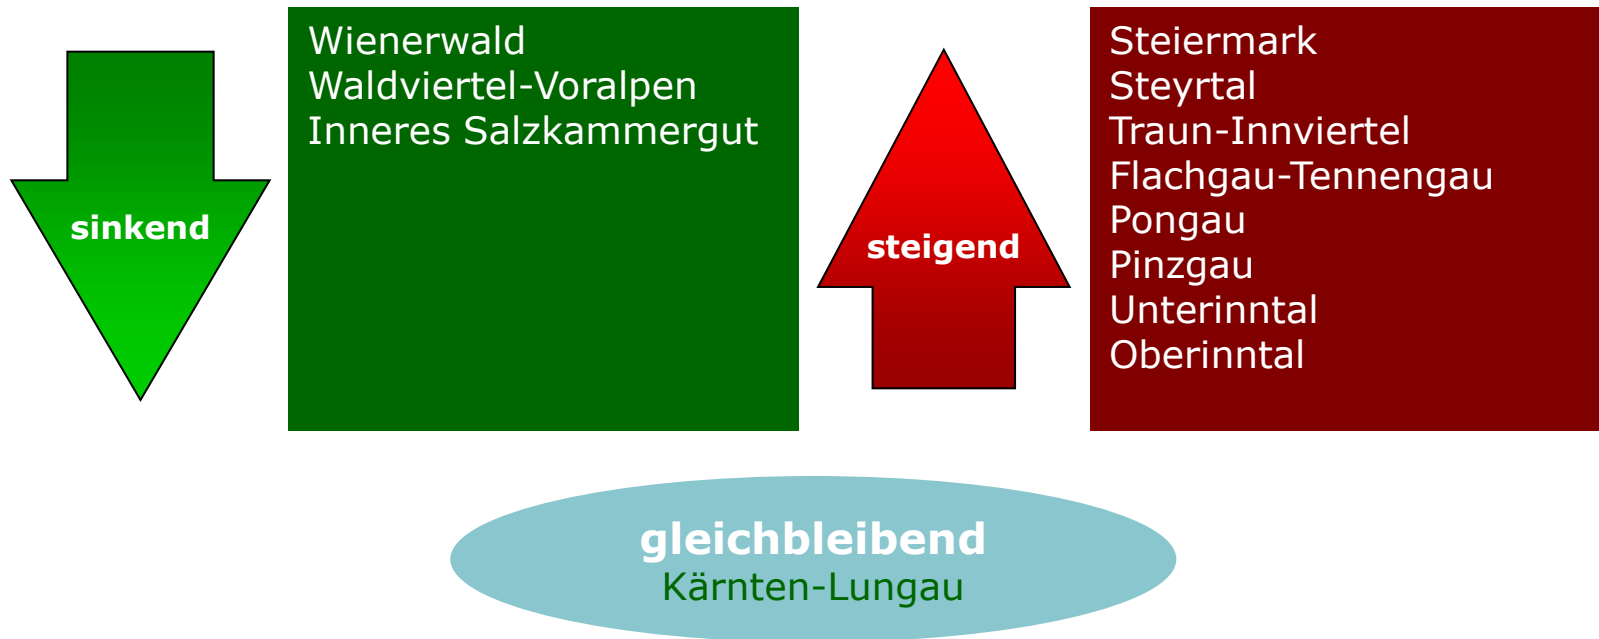 sinkend
Wienerwald
Waldviertel-Voralpen
Inneres Salzkammergut
steigend
Steiermark
Steyrtal
Traun-Innviertel
Flachgau-Tennengau
Pongau
Pinzgau
Unterinntal
Oberinntal
gleichbleibend
Kärnten-Lungau